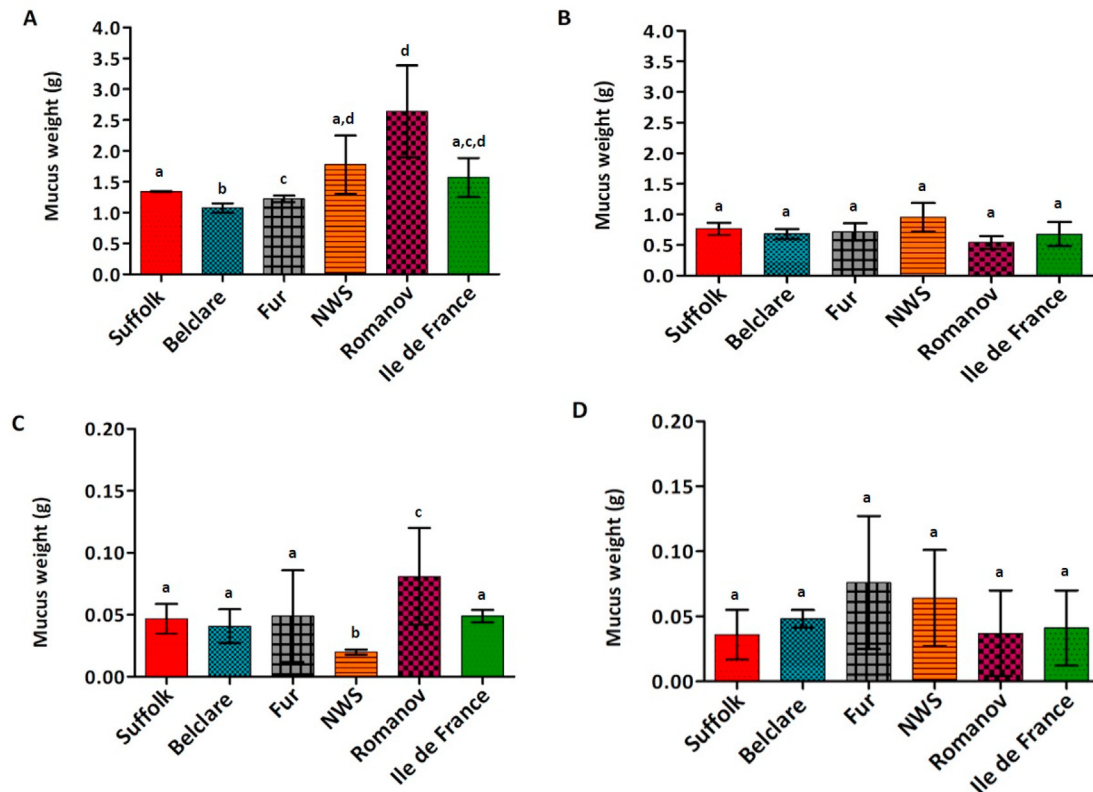 A
Mucus weight (g)
4.0
3.5
3.0
2.5
2.0
1.5
1.0
0.5
0.0
a
b
c
a,d
d
a,c,d
Suffolk
Belclare
Fur
NWS
Romanov
Ile de France
B
Mucus weight (g)
4.0
3.5
3.0
2.5
2.0
1.5
1.0
0.5
0.0
a
a
a
a
a
a
Suffolk
Belclare
Fur
NWS
Romanov
Ile de France
C
Mucus weight (g)
0.20
0.15
0.10
0.05
0.00
a
a
a
b
c
a
Suffolk
Belclare
Fur
NWS
Romanov
Ile de France
D
Mucus weight (g)
0.20
0.15
0.10
0.05
0.00
a
a
a
a
a
a
Suffolk
Belclare
Fur
NWS
Romanov
Ile de France